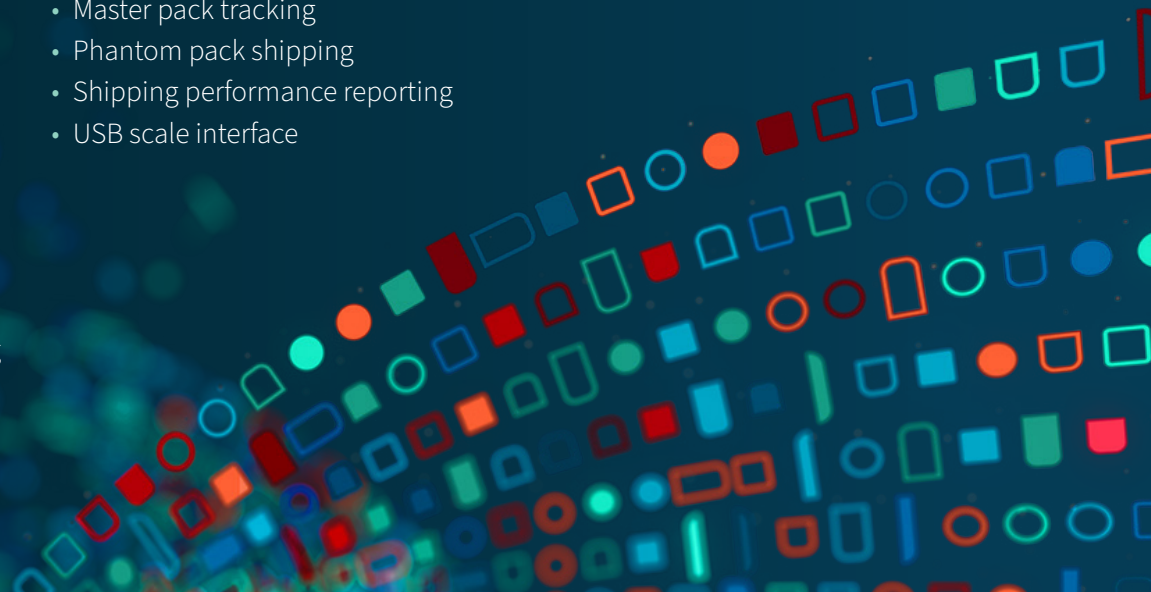 • Master pack tracking
• Phantom pack shipping
• Shipping performance reporting
• USB scale interface